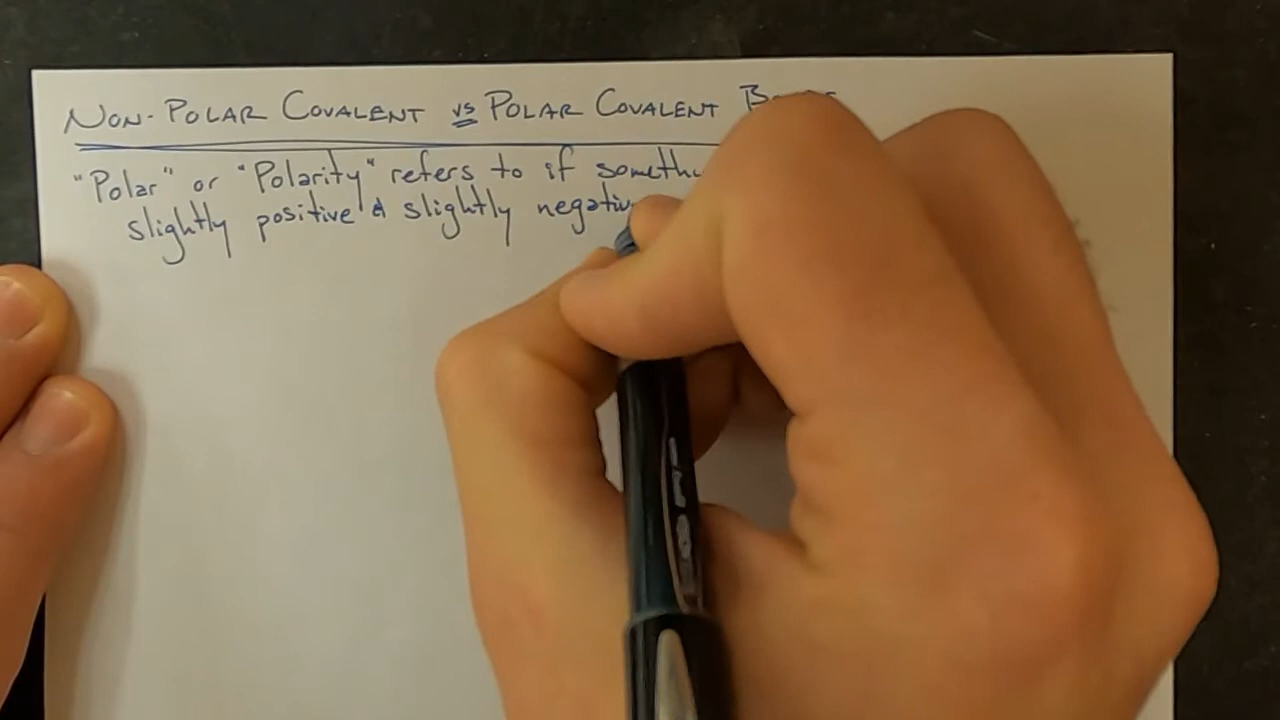 NON-POLAR COVALENT vs POLAR COVALENT
"Polar" or "Polarity" refers to if
slightly positive & slightly